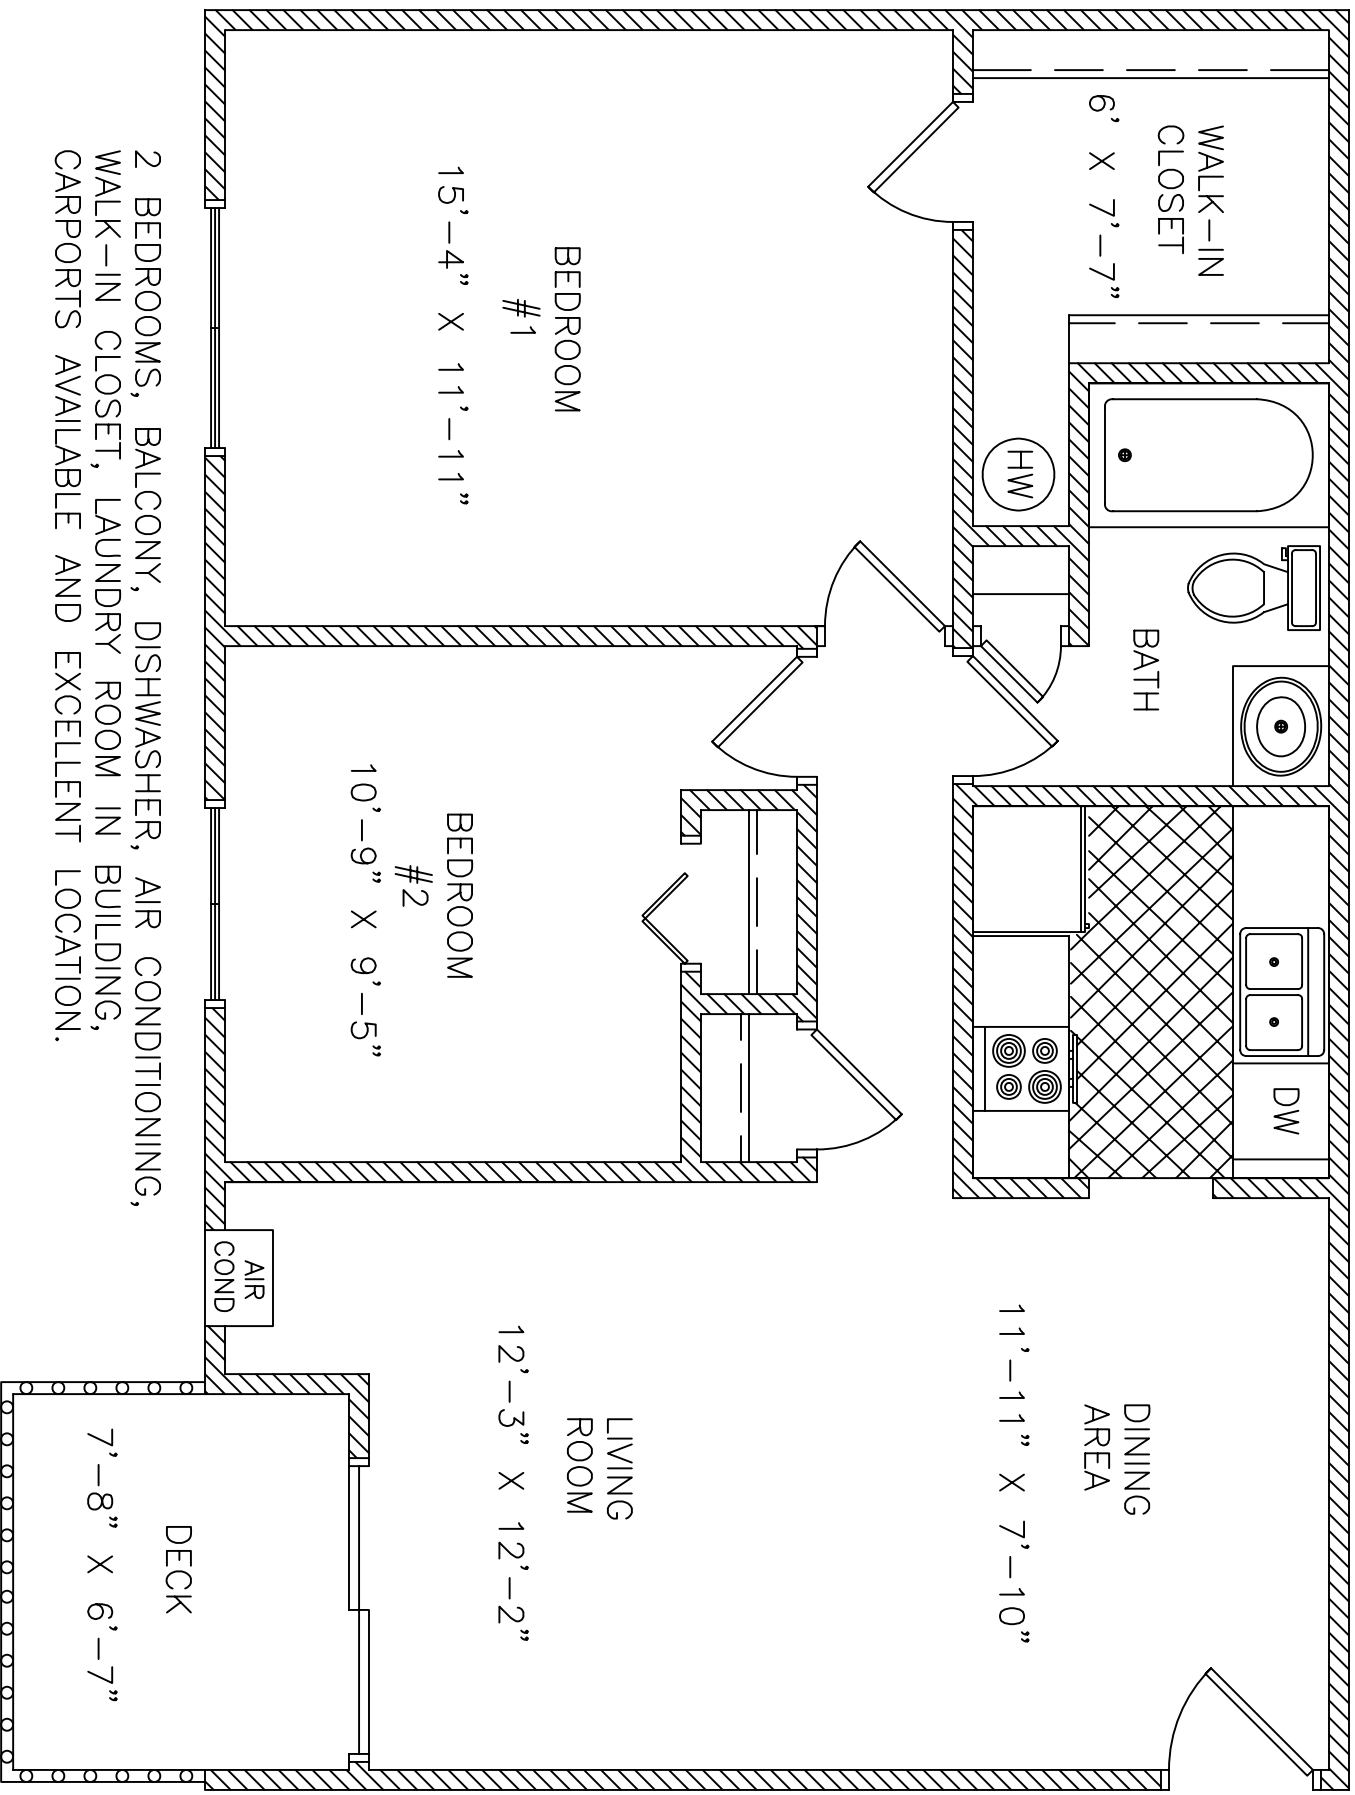 WALK-IN
CLOSET
6' X 7'-7"
HW
BATH
DW
BEDROOM
#1
15'-4" X 11'-11"
BEDROOM
#2
10'-9" X 9'-5"
DINING
AREA
11'-11" X 7'-10"
LIVING
ROOM
12'-3" X 12'-2"
AIR
COND
DECK
7'-8" X 6'-7"
2 BEDROOMS, BALCONY, DISHWASHER, AIR CONDITIONING,
WALK-IN CLOSET, LAUNDRY ROOM IN BUILDING,
CARPORTS AVAILABLE AND EXCELLENT LOCATION.